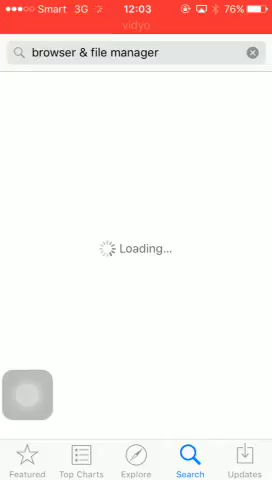 Smart 3G 12:03 76%
vidyo
browser & file manager
Loading...
Featured Top Charts Explore Search Updates